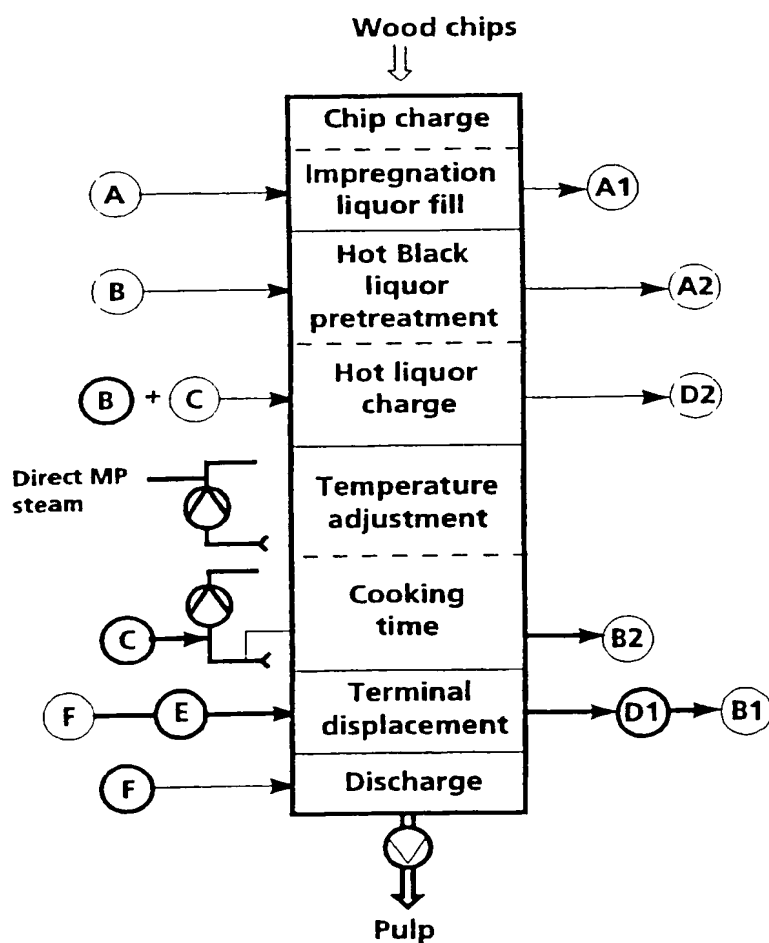 Wood chips
Chip charge
A
Impregnation
liquor fill
A1
B
Hot Black
liquor
pretreatment
A2
B + C
Hot liquor
charge
D2
Direct MP
steam
Temperature
adjustment
C
Cooking
time
B2
F
E
Terminal
displacement
D1
B1
F
Discharge
Pulp